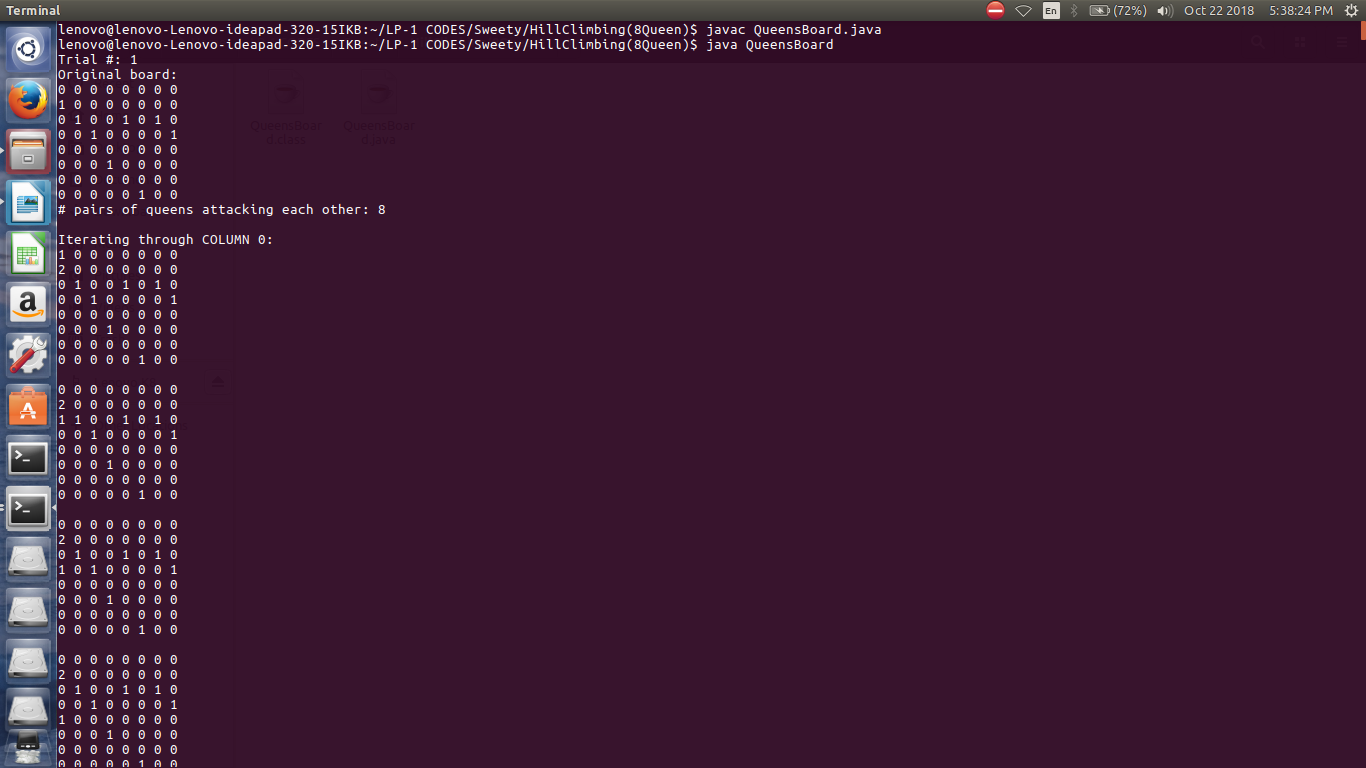 Terminal
En
(72%)
Oct 22 2018
5:38:24 PM
lenovo@lenovo-Lenovo-ideapad-320-15IKB:~/LP-1 CODES/Sweety/HillClimbing(8Queen)$ javac QueensBoard.java
lenovo@lenovo-Lenovo-ideapad-320-15IKB:~/LP-1 CODES/Sweety/HillClimbing(8Queen)$ java QueensBoard
Trial #: 1
Original board:
0 0 0 0 0 0 0 0
1 0 0 0 0 0 0 0
0 1 0 0 1 0 1 0
0 0 1 0 0 0 0 1
0 0 0 0 0 0 0 0
0 0 0 1 0 0 0 0
0 0 0 0 0 0 0 0
0 0 0 0 0 1 0 0
# pairs of queens attacking each other: 8
Iterating through COLUMN 0:
1 0 0 0 0 0 0 0
2 0 0 0 0 0 0 0
0 1 0 0 1 0 1 0
0 0 1 0 0 0 0 1
0 0 0 0 0 0 0 0
0 0 0 1 0 0 0 0
0 0 0 0 0 0 0 0
0 0 0 0 0 1 0 0
0 0 0 0 0 0 0 0
2 0 0 0 0 0 0 0
1 1 0 0 1 0 1 0
0 0 1 0 0 0 0 1
0 0 0 0 0 0 0 0
0 0 0 1 0 0 0 0
0 0 0 0 0 0 0 0
0 0 0 0 0 1 0 0
0 0 0 0 0 0 0 0
2 0 0 0 0 0 0 0
0 1 0 0 1 0 1 0
1 0 1 0 0 0 0 1
0 0 0 0 0 0 0 0
0 0 0 1 0 0 0 0
0 0 0 0 0 0 0 0
0 0 0 0 0 1 0 0
0 0 0 0 0 0 0 0
2 0 0 0 0 0 0 0
0 1 0 0 1 0 1 0
0 0 1 0 0 0 0 1
1 0 0 0 0 0 0 0
0 0 0 1 0 0 0 0
0 0 0 0 0 0 0 0
0 0 0 0 0 1 0 0
QueensBoar
d.class
QueensBoar
d.java